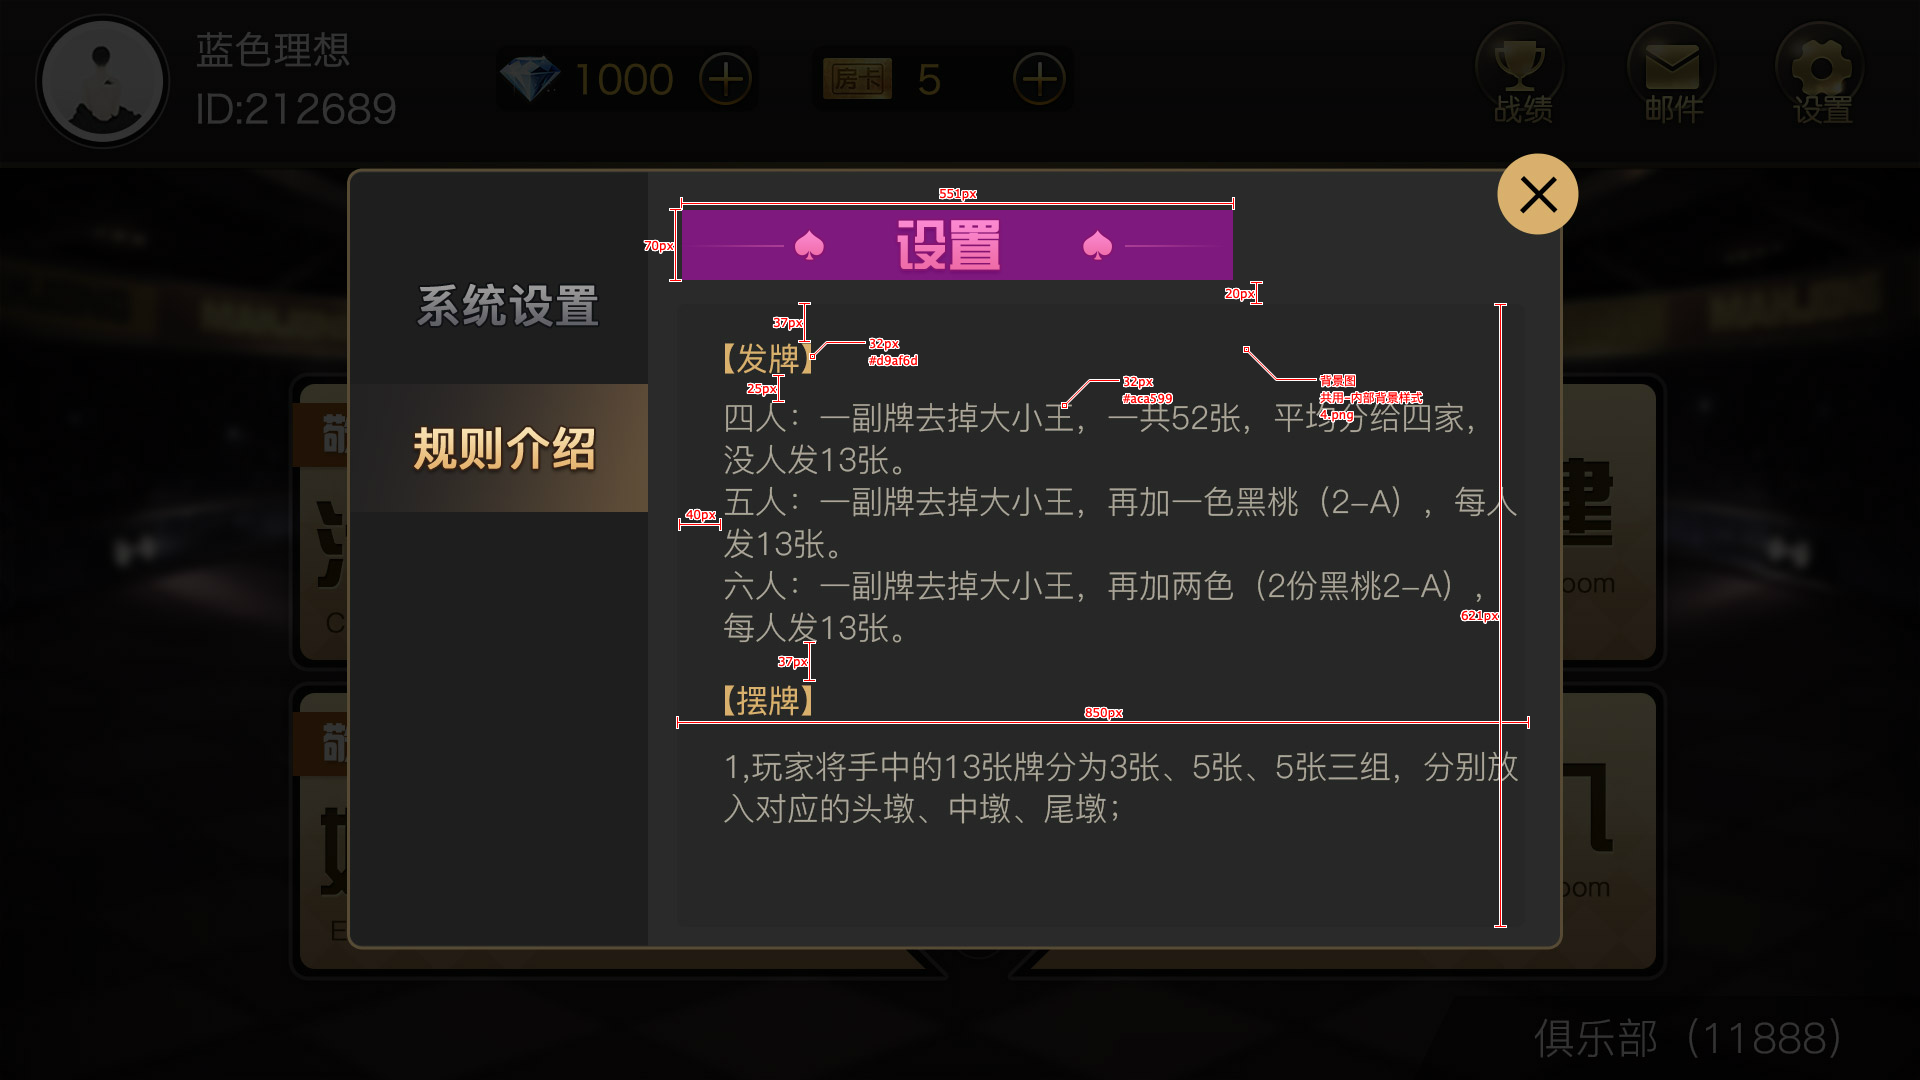 蓝色理想
ID:212689
1000
房卡
5
战绩
邮件
设置
551px
70px
设置
20px
系统设置
规则介绍
37px
【发牌】
32px
#d9af6d
25px
32px
#aca599
背景图
共用-内部背景样式
4.png
四人：一副牌去掉大小王，一共52张，平均分给四家，
没人发13张。
五人：一副牌去掉大小王，再加一色黑桃（2-A），每人
发13张。
40px
六人：一副牌去掉大小王，再加两色（2份黑桃2-A），
每人发13张。
621px
37px
【摆牌】
850px
1,玩家将手中的13张牌分为3张、5张、5张三组，分别放
入对应的头墩、中墩、尾墩；
俱乐部（11888）